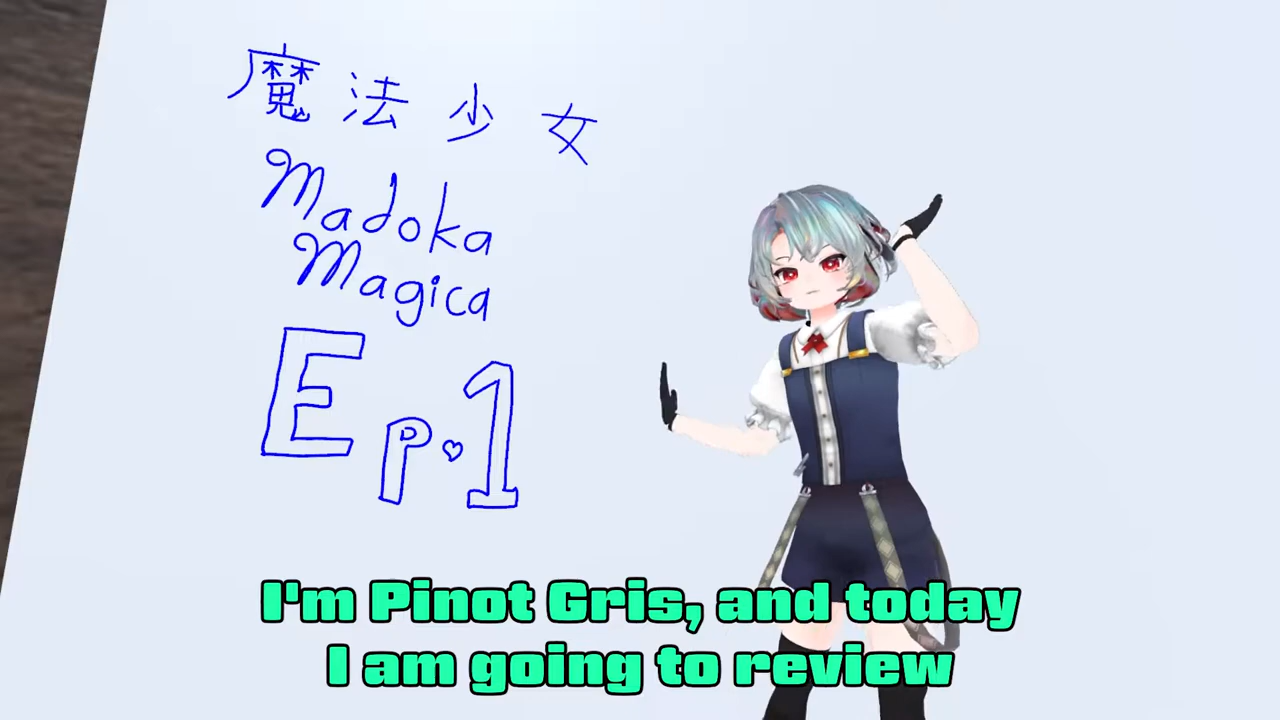 魔法少女
Madoka
Magica
Ep.1
I'm Pinot Gris, and today
I am going to review